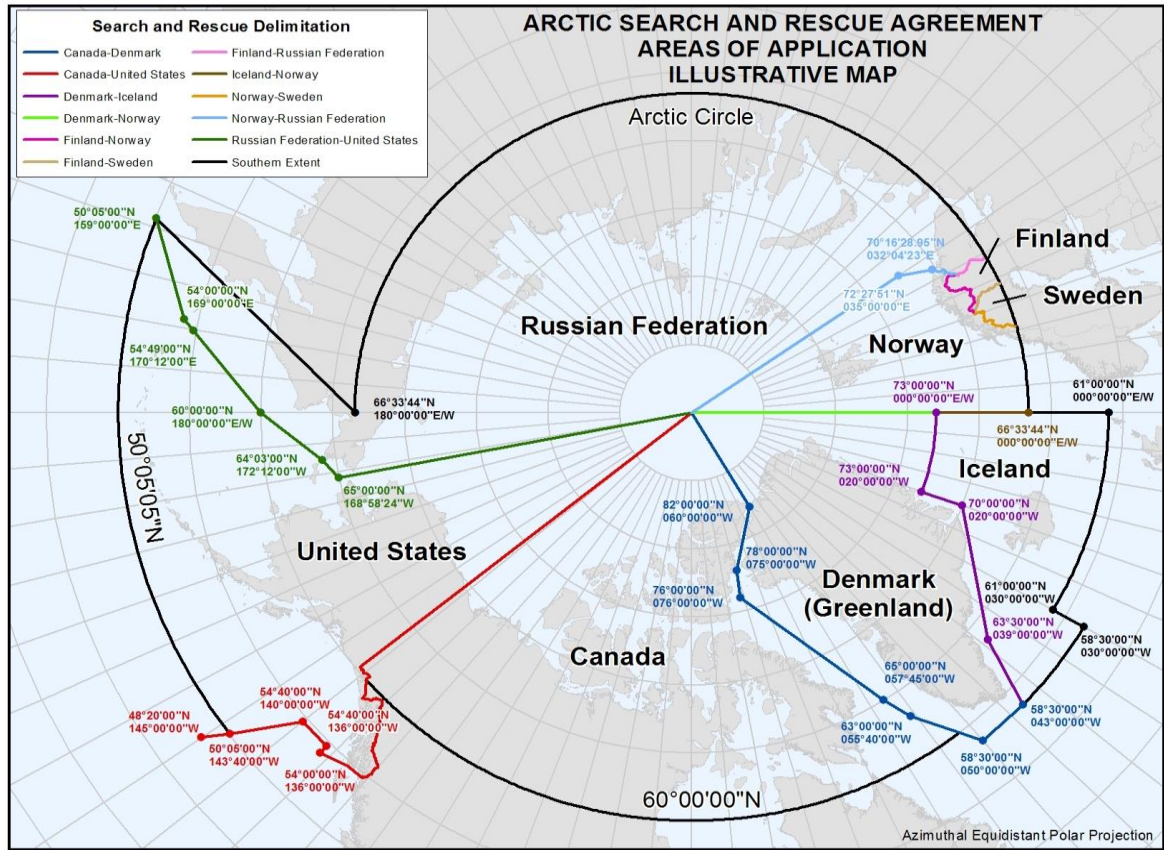 ARCTIC SEARCH AND RESCUE AGREEMENT
AREAS OF APPLICATION
ILLUSTRATIVE MAP
Search and Rescue Delimitation
Canada-Denmark
Canada-United States
Denmark-Iceland
Denmark-Norway
Finland-Norway
Finland-Sweden
Finland-Russian Federation
Iceland-Norway
Norway-Sweden
Norway-Russian Federation
Russian Federation-United States
Southern Extent
Arctic Circle
50°05'00"N
159°00'00"E
70°16'28.95"N
032°04'23"E
Finland
54°00'00"N
169°00'00"E
72°27'51"N
035°00'00"E
Sweden
Russian Federation
Norway
54°49'00"N
170°12'00"E
73°00'00"N
000°00'00"E/W
61°00'00"N
000°00'00"E/W
60°00'00"N
180°00'00"E/W
66°33'44"N
180°00'00"E/W
66°33'44"N
000°00'00"E/W
50°05'05"N
64°03'00"N
172°12'00"W
Iceland
73°00'00"N
020°00'00"W
65°00'00"N
168°58'24"W
82°00'00"N
060°00'00"W
70°00'00"N
020°00'00"W
United States
78°00'00"N
075°00'00"W
Denmark
(Greenland)
76°00'00"N
076°00'00"W
61°00'00"N
030°00'00"W
63°30'00"N
039°00'00"W
58°30'00"N
030°00'00"W
Canada
65°00'00"N
057°45'00"W
54°40'00"N
140°00'00"W
48°20'00"N
145°00'00"W
54°40'00"N
136°00'00"W
63°00'00"N
055°40'00"W
58°30'00"N
043°00'00"W
50°05'00"N
143°40'00"W
54°00'00"N
136°00'00"W
58°30'00"N
050°00'00"W
60°00'00"N
Azimuthal Equidistant Polar Projection